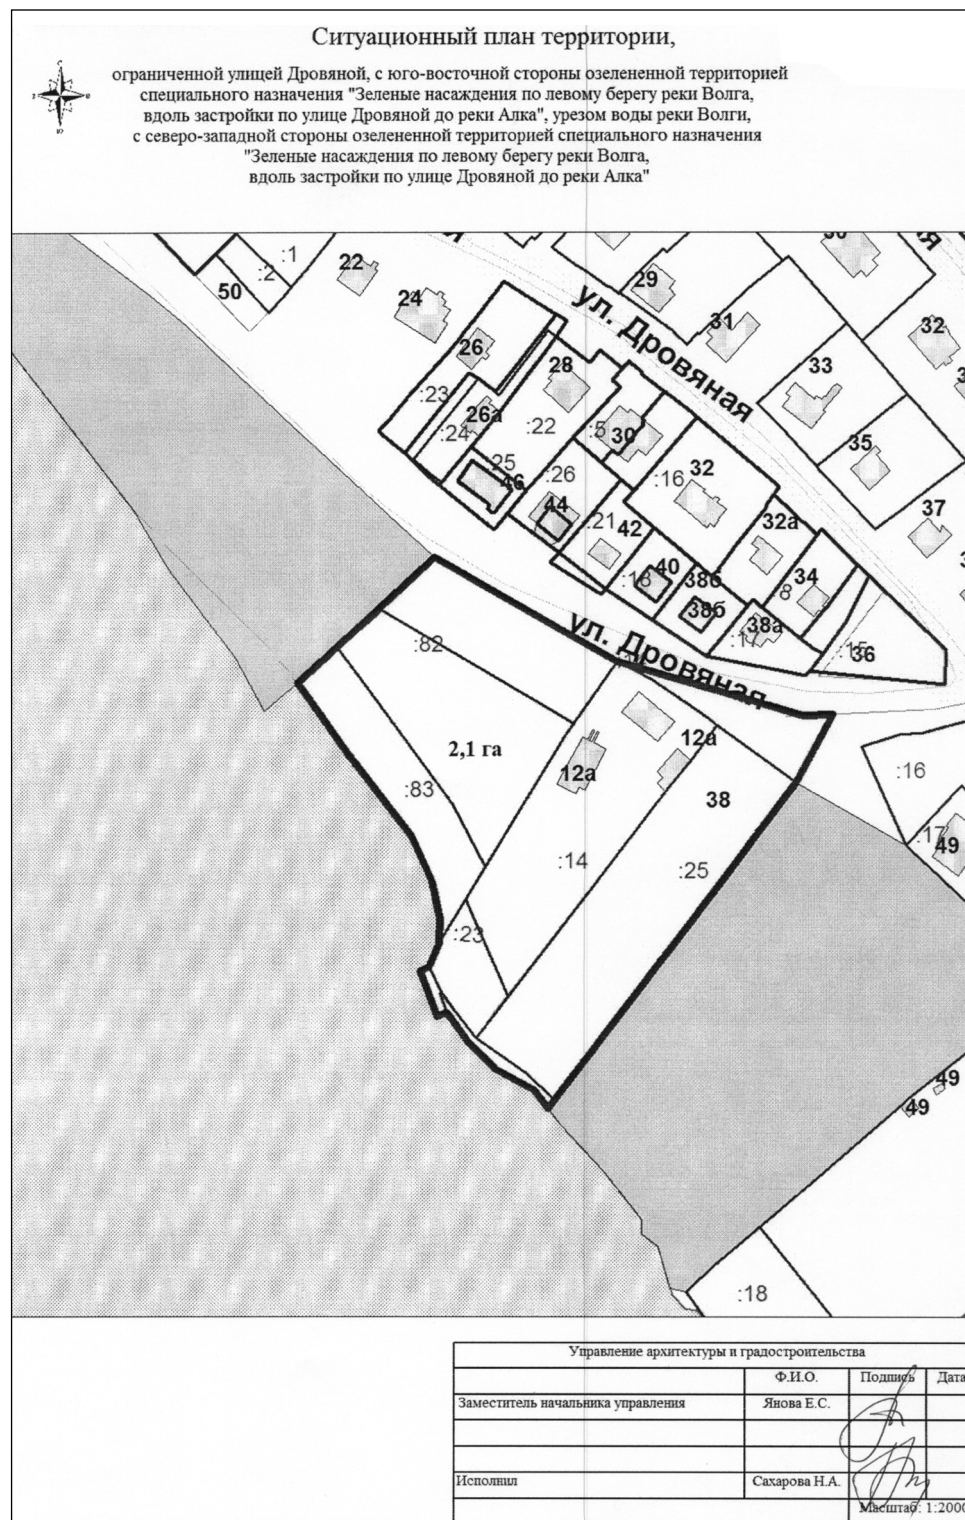 Ситуационный план территории,
ограниченной улицей Дровяной, с юго-восточной стороны озелененной территорией
специального назначения "Зеленые насаждения по левому берегу реки Волга,
вдоль застройки по улице Дровяной до реки Алка", урезом воды реки Волги,
с северо-западной стороны озелененной территорией специального назначения
"Зеленые насаждения по левому берегу реки Волга,
вдоль застройки по улице Дровяной до реки Алка"
:1
:2
50
22
24
26
:23
26а
:24
28
:22
25
46
:26
44
:5
30
:21
42
29
31
ул. Дровяная
33
32
35
37
:16
32
32а
:18
40
38б
38б
34
8
38а
:17
:15
36
ул. Дровяная
:82
2,1 га
:83
12а
12а
38
:14
:25
:23
:16
:17
49
49
49
:18
Управление архитектуры и градостроительства
Ф.И.О. Подпись Дата
Заместитель начальника управления Янова Е.С.
Исполнил Сахарова Н.А.
Масштаб: 1:2000